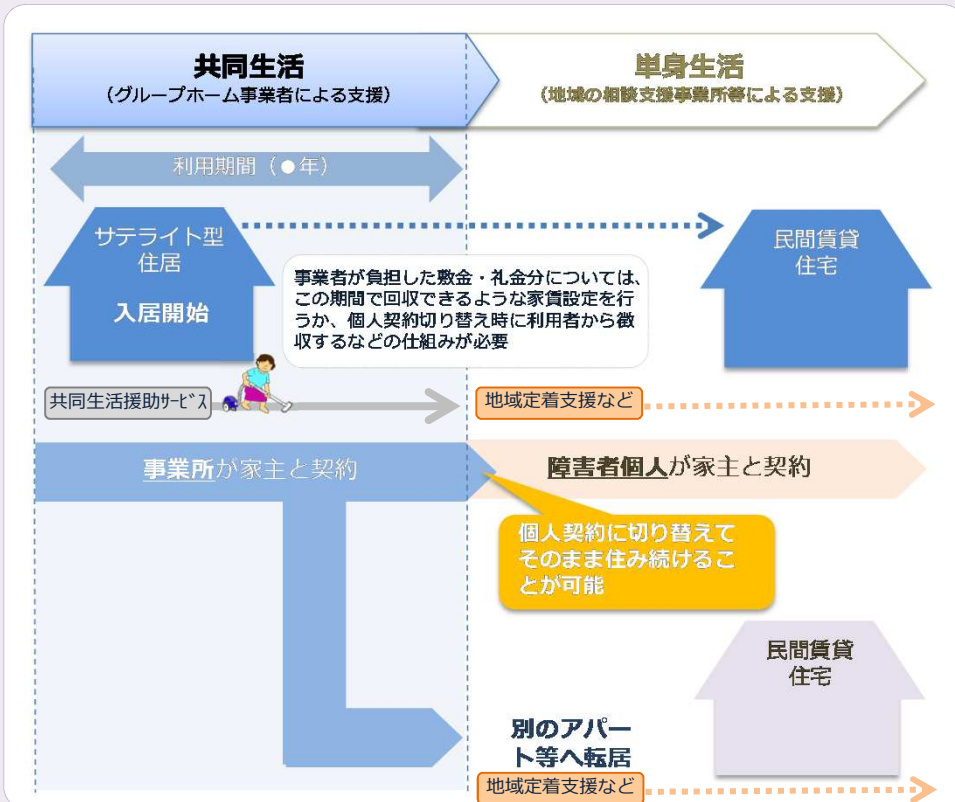 共同生活
(グループホーム事業者による支援)
単身生活
(地域の相談支援事業所等による支援)
利用期間(●年)
サテライト型
住居
入居開始
事業者が負担した敷金・礼金分については、
この期間で回収できるような家賃設定を行
うか、個人契約切り替え時に利用者から徴
収するなどの仕組みが必要
民間賃貸
住宅
共同生活援助ｻｰﾋﾞｽ
地域定着支援など
事業所が家主と契約
障害者個人が家主と契約
個人契約に切り替えて
そのまま住み続けるこ
とが可能
民間賃貸
住宅
別のアパー
ト等へ転居
地域定着支援など